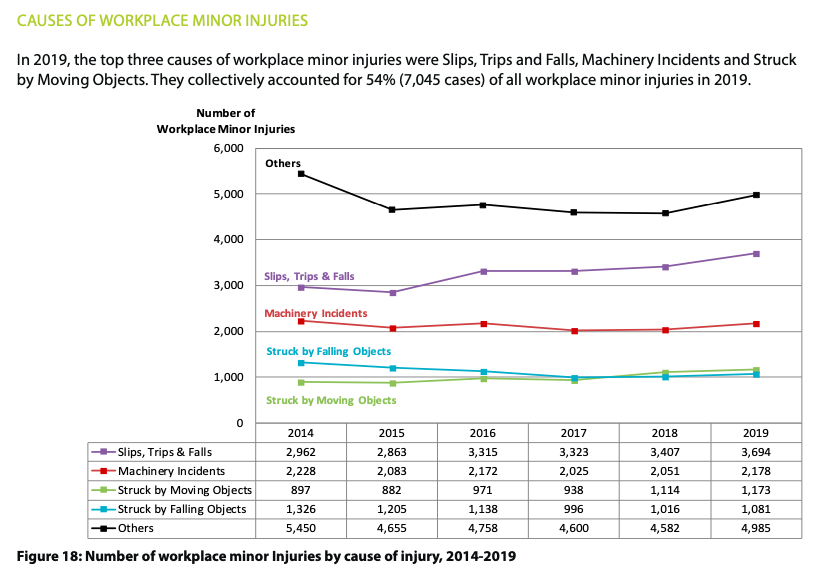 CAUSES OF WORKPLACE MINOR INJURIES
In 2019, the top three causes of workplace minor injuries were Slips, Trips and Falls, Machinery Incidents and Struck
by Moving Objects. They collectively accounted for 54% (7,045 cases) of all workplace minor injuries in 2019.
Number of
Workplace Minor Injuries
6,000
Others
5,000
4,000
Slips, Trips & Falls
3,000
Machinery Incidents
2,000
Struck by Falling Objects
1,000
Struck by Moving Objects
0
2014 2015 2016 2017 2018 2019
Slips, Trips & Falls 2,962 2,863 3,315 3,323 3,407 3,694
Machinery Incidents 2,228 2,083 2,172 2,025 2,051 2,178
Struck by Moving Objects 897 882 971 938 1,114 1,173
Struck by Falling Objects 1,326 1,205 1,138 996 1,016 1,081
Others 5,450 4,655 4,758 4,600 4,582 4,985
Figure 18: Number of workplace minor Injuries by cause of injury, 2014-2019